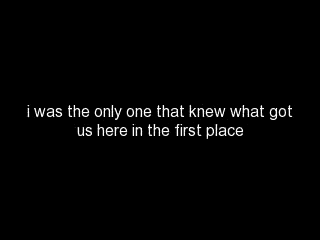 i was the only one that knew what got
us here in the first place